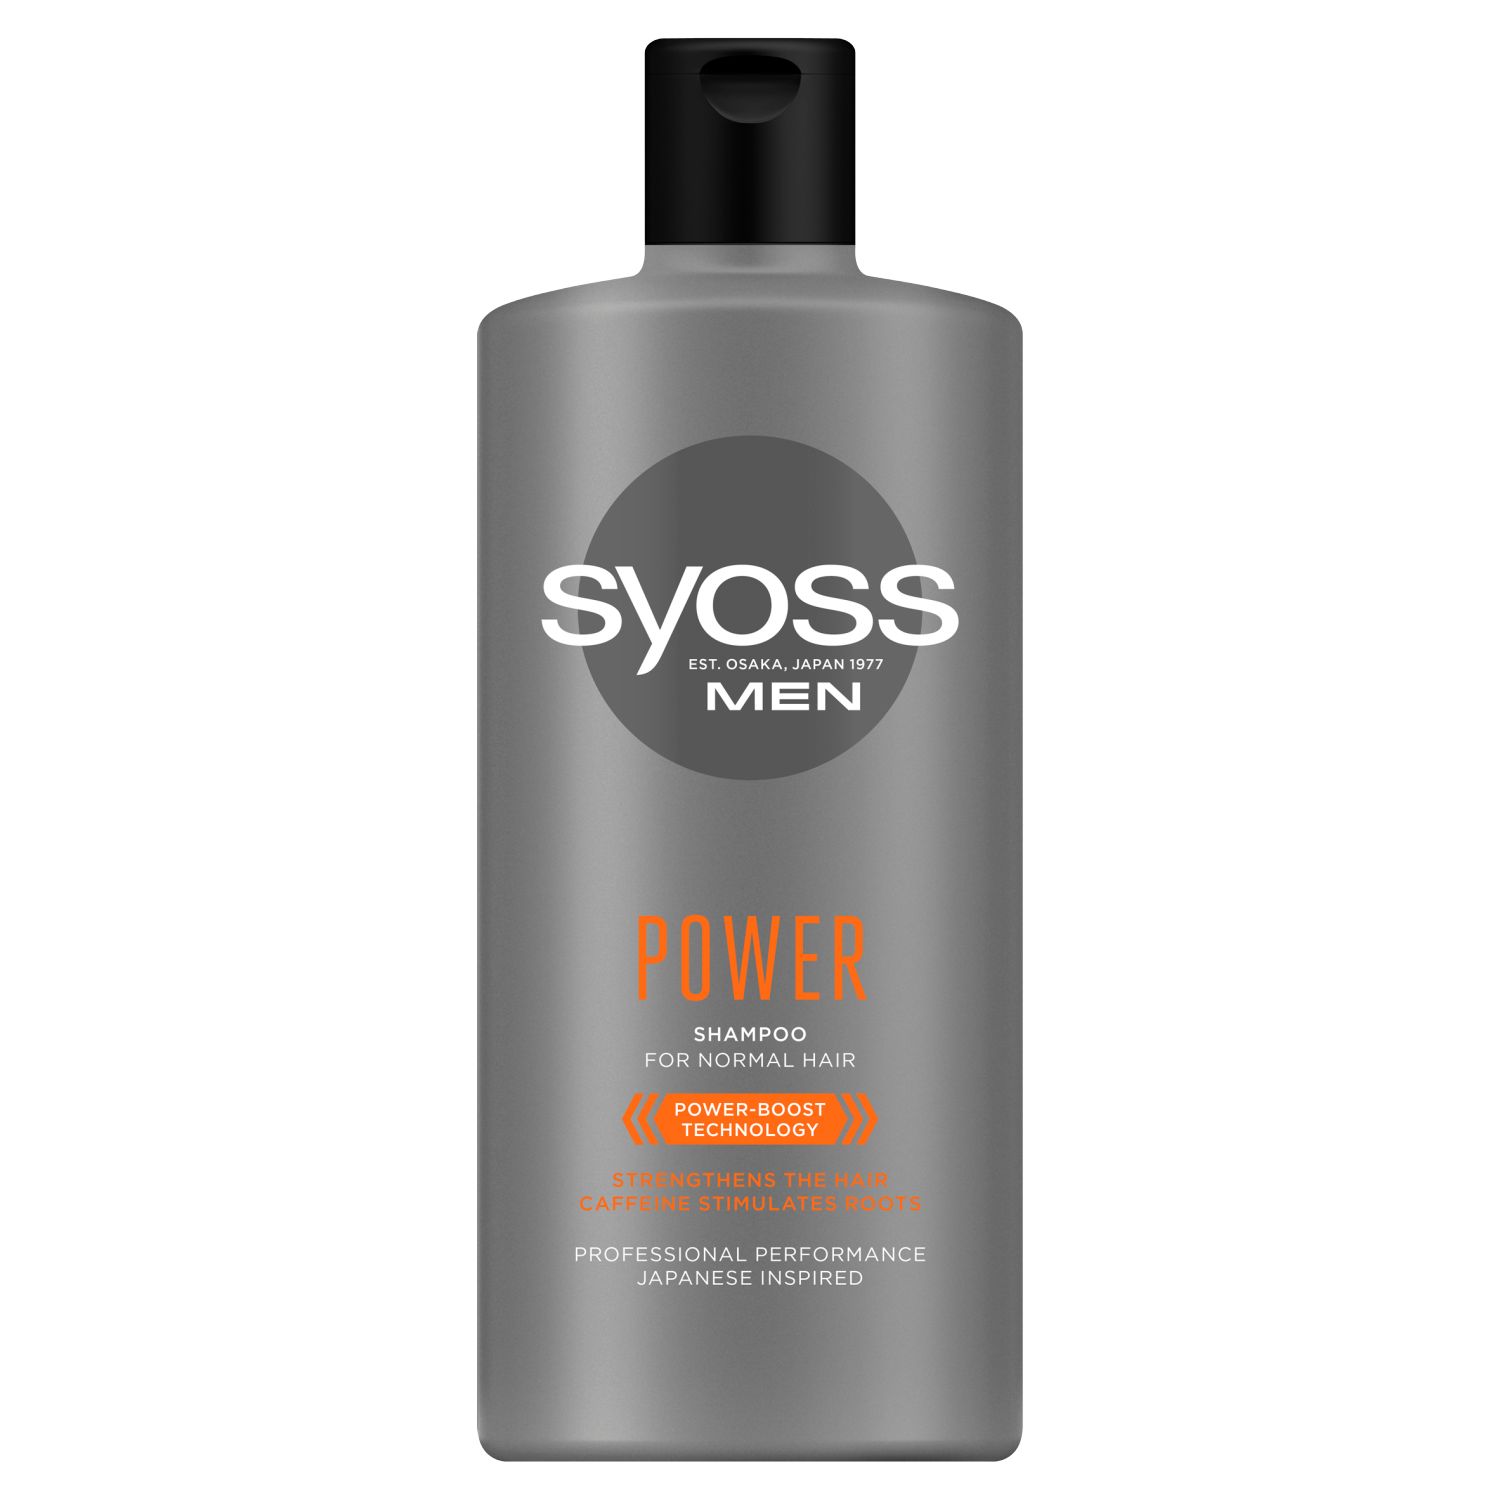 syoss
EST. OSAKA, JAPAN 1977
MEN
POWER
SHAMPOO
FOR NORMAL HAIR
POWER-BOOST
TECHNOLOGY
STRENGTHENS THE HAIR
CAFFEINE STIMULATES ROOTS
PROFESSIONAL PERFORMANCE
JAPANESE INSPIRED